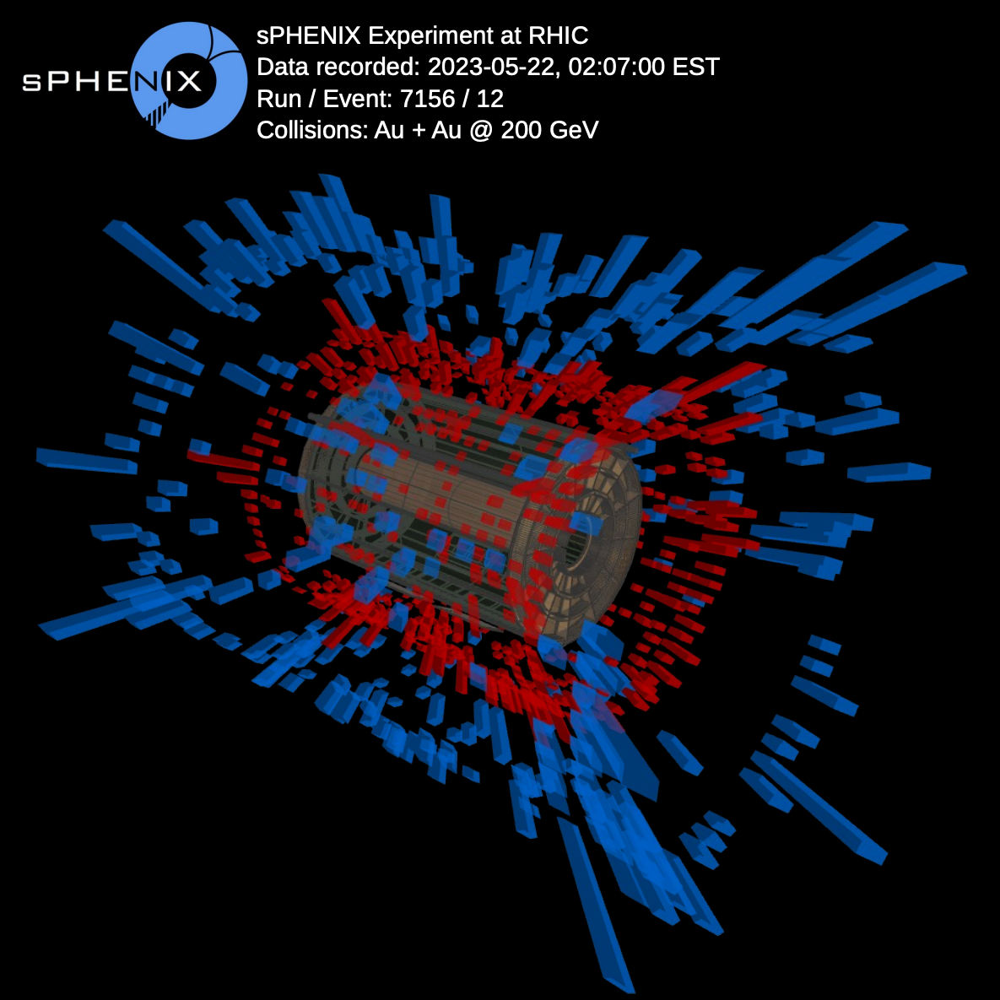 sPHENIX
sPHENIX Experiment at RHIC
Data recorded: 2023-05-22, 02:07:00 EST
Run / Event: 7156 / 12
Collisions: Au + Au @ 200 GeV